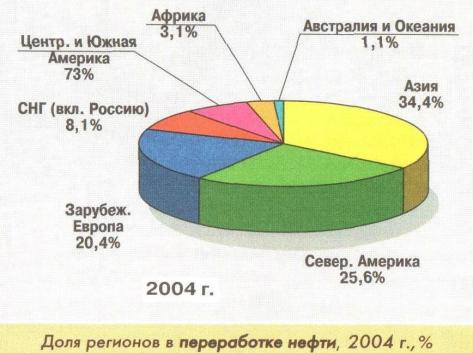 Африка
3,1%
Австралия и Океания
1,1%
Центр. и Южная
Америка
73%
Азия
34,4%
СНГ (вкл. Россию)
8,1%
Зарубеж.
Европа
20,4%
Север. Америка
25,6%
2004 г.
Доля регионов в переработке нефти, 2004 г.,%